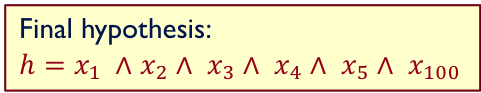 Final hypothesis:
h = x₁ ∧ x₂ ∧ x₃ ∧ x₄ ∧ x₅ ∧ x₁₀₀